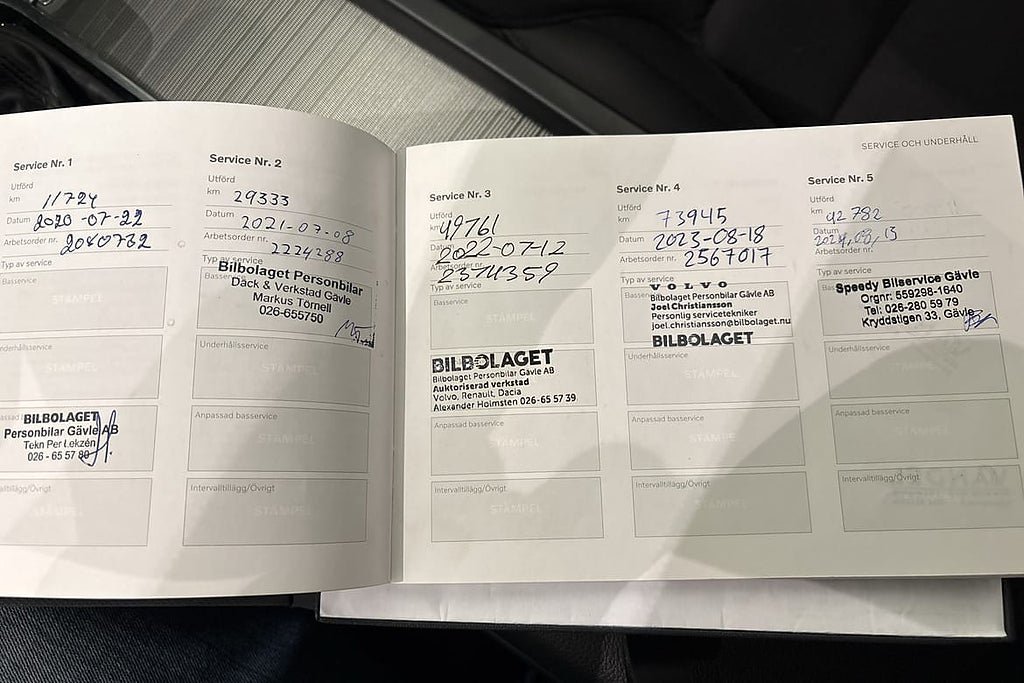 Service Nr. 1
Utförd
km 11724
Datum 2020-07-22
Arbetsorder nr. 2040732
Typ av service
Basservice
STÄMPEL
Underhållsservice
STÄMPEL
BILBOLAGET
Personbilar Gävle AB
Tekn Per Lekzén
026 - 65 57 80
Intervalltillägg/Övrigt
STÄMPEL
Service Nr. 2
Utförd
km 29333
Datum 2021-07-08
Arbetsorder nr. 2224288
Typ av service
Bilbolaget Personbilar
Däck & Verkstad Gävle
Markus Törnell
026-655750
Underhållsservice
STÄMPEL
Anpassad basservice
STÄMPEL
Intervalltillägg/Övrigt
STÄMPEL
SERVICE OCH UNDERHÅLL
Service Nr. 3
Utförd
km 49761
Datum 2022-07-12
Arbetsorder nr. 2374359
Typ av service
Basservice
STÄMPEL
BILBOLAGET
Bilbolaget Personbilar Gävle AB
Auktoriserad verkstad
Volvo, Renault, Dacia
Alexander Holmsten 026-65 57 39
Anpassad basservice
STÄMPEL
Intervalltillägg/Övrigt
STÄMPEL
Service Nr. 4
Utförd
km 73945
Datum 2023-08-18
Arbetsorder nr. 2567017
Typ av service
VOLVO
Bilbolaget Personbilar Gävle AB
Joel Christiansson
Personlig servicetekniker
joel.christiansson@bilbolaget.nu
BILBOLAGET
Underhållsservice
STÄMPEL
Anpassad basservice
STÄMPEL
Intervalltillägg/Övrigt
STÄMPEL
Service Nr. 5
Utförd
km 92782
Datum
Arbetsorder nr.
Typ av service
Speedy Bilservice Gävle
Orgnr: 559298-1640
Tel: 026-280 59 79
Kryddstigen 33, Gävle
Underhållsservice
STÄMPEL
Anpassad basservice
STÄMPEL
Intervalltillägg/Övrigt